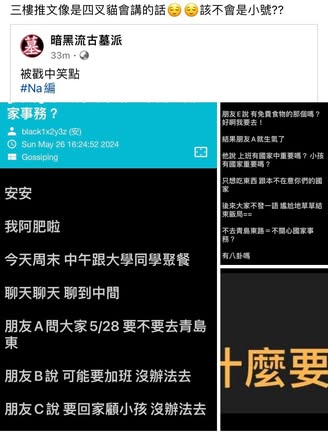 三樓推文像是四叉貓會講的話😌😌該不會是小號??
墓
暗黑流古墓派
33m
被戳中笑點
#Na編
家事務?
black1x2y3z (安)
Sun May 26 16:24:52 2024
Gossiping
安安
我阿肥啦
今天周末 中午跟大學同學聚餐
聊天聊天 聊到中間
朋友A問大家5/28 要不要去青島
東
朋友B說 可能要加班 沒辦法去
朋友C說 要回家顧小孩 沒辦法去
朋友E說 有免費食物的那個嗎?
好啊我要去!
結果朋友A就生氣了
他說 上班有國家重要嗎? 小孩
有國家重要嗎?
只想吃東西 跟本不在意你們的國
家
後來大家不發一語 尷尬地草草結
束飯局==
不去青島東路=不關心國家事
務?
有八卦嗎
什麼要